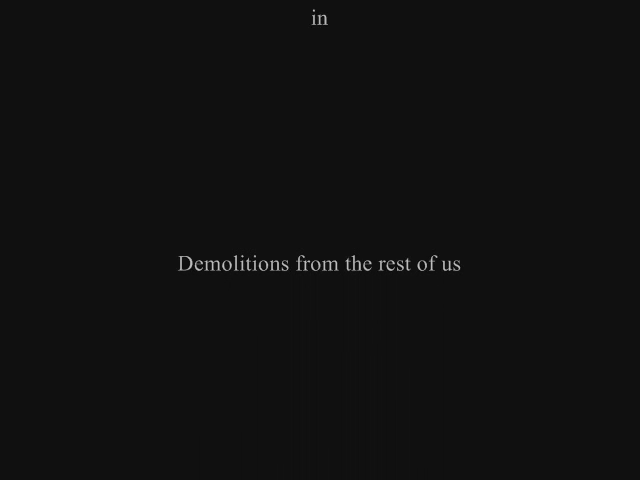 in
Demolitions from the rest of us